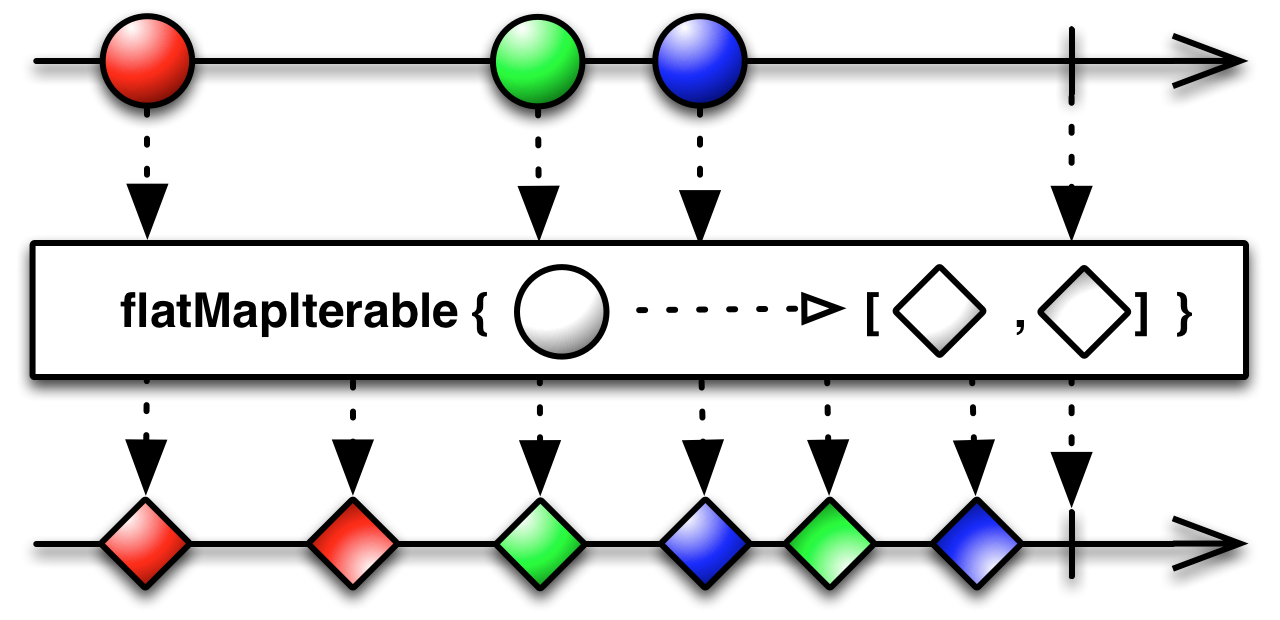 flatMapIterable { [ , ] }